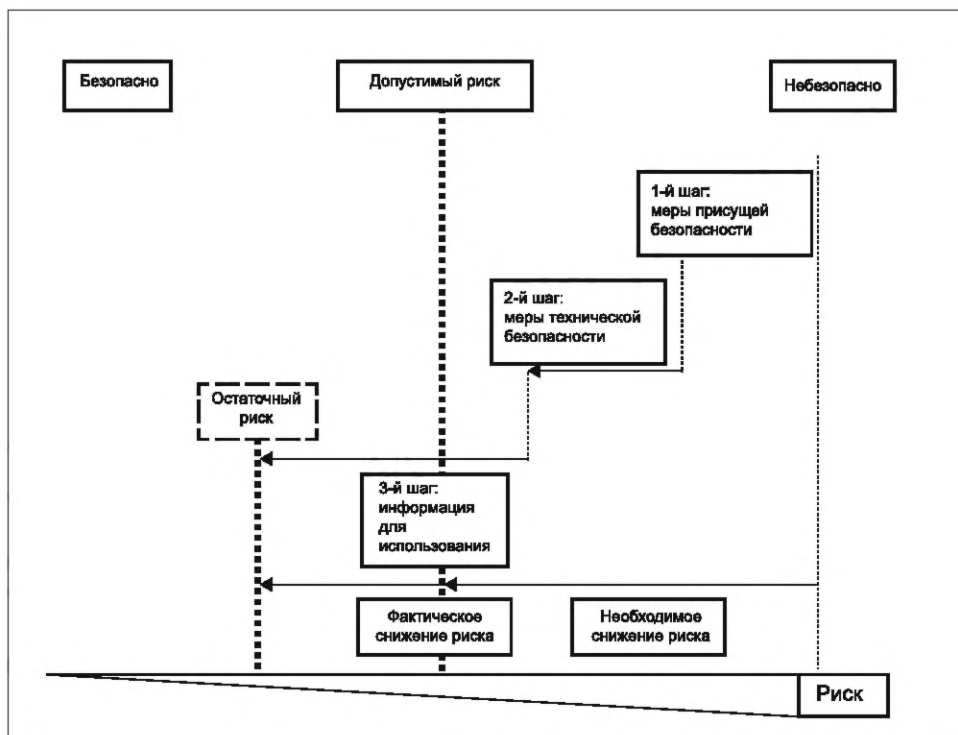 Безопасно
Допустимый риск
Небезопасно
1-й шаг:
меры присущей
безопасности
2-й шаг:
меры технической
безопасности
Остаточный
риск
3-й шаг:
информация
для
использования
Фактическое
снижение риска
Необходимое
снижение риска
Риск